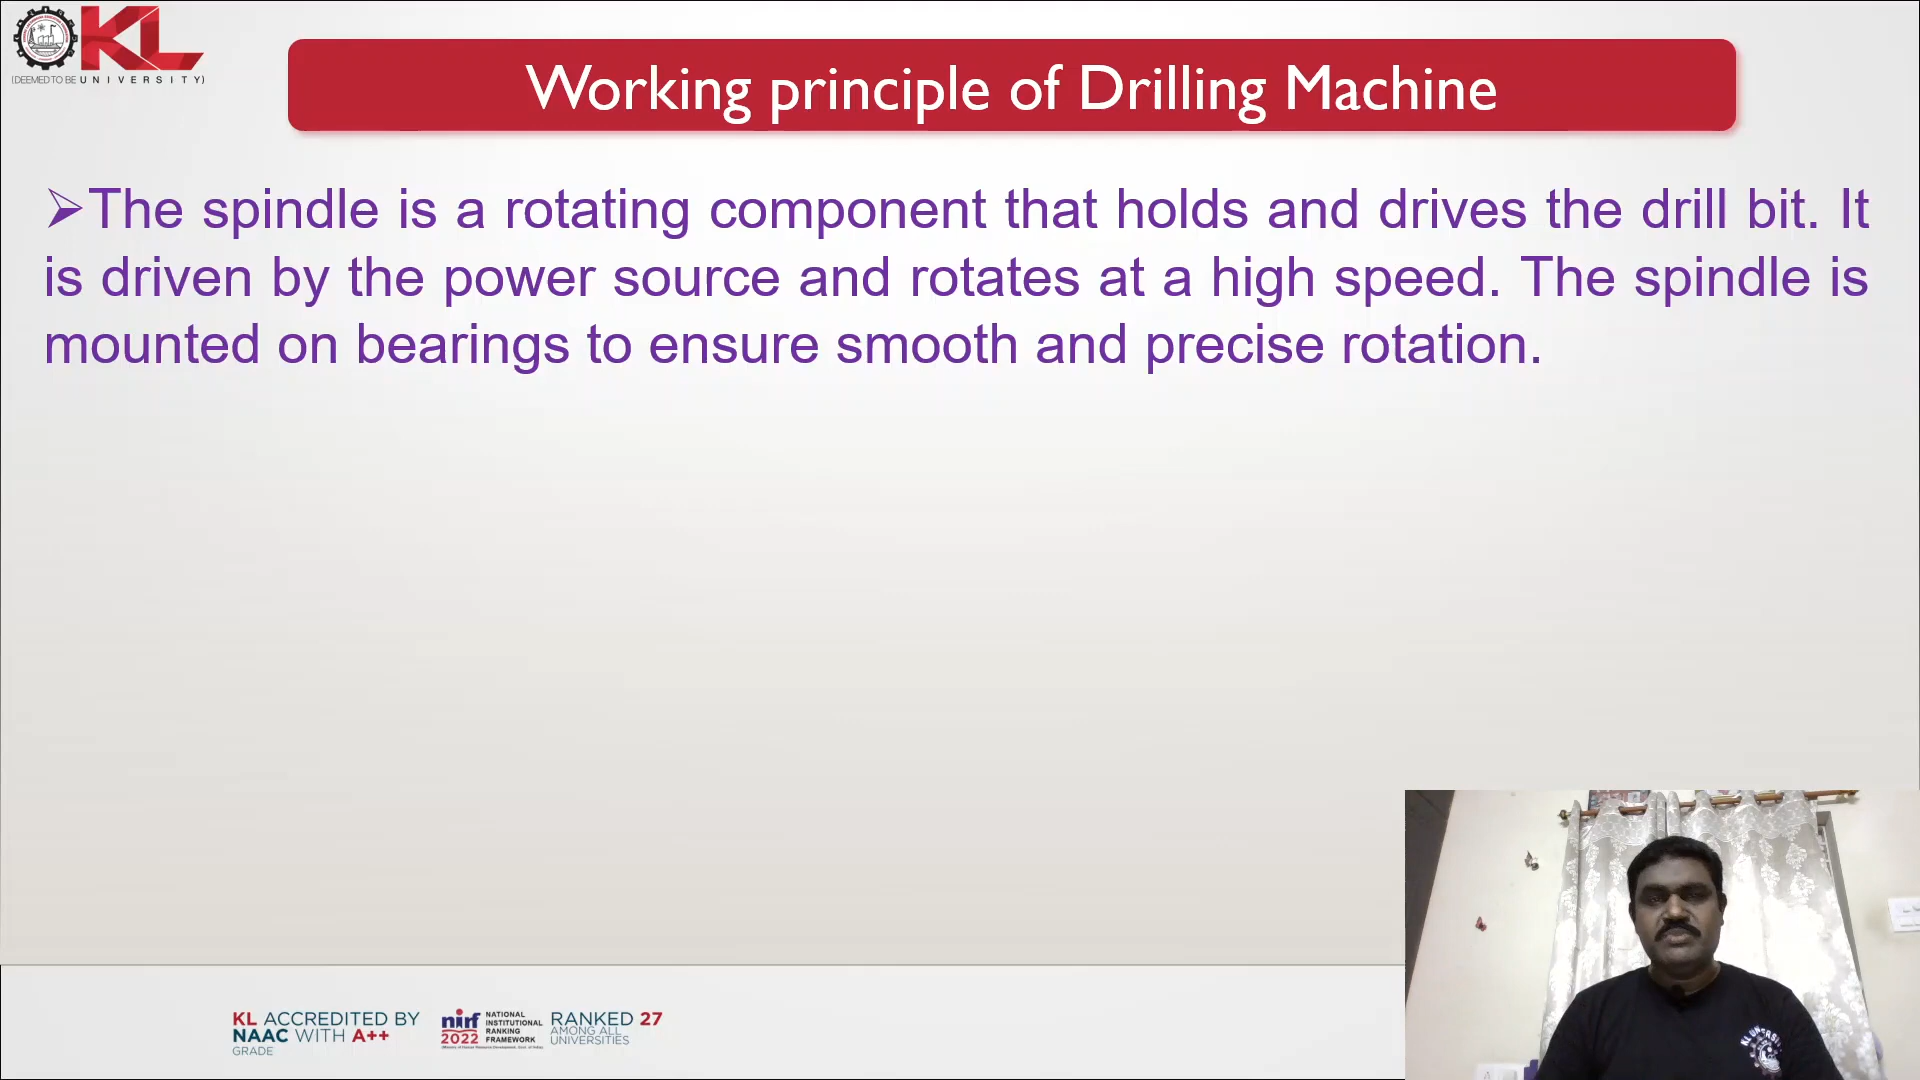 KL
(DEEMED TO BE UNIVERSITY)
Working principle of Drilling Machine
➢The spindle is a rotating component that holds and drives the drill bit. It
is driven by the power source and rotates at a high speed. The spindle is
mounted on bearings to ensure smooth and precise rotation.
KL ACCREDITED BY
NAAC WITH A++
GRADE
nirf
2022
NATIONAL
INSTITUTIONAL
RANKING
FRAMEWORK
RANKED 27
AMONG ALL
UNIVERSITIES